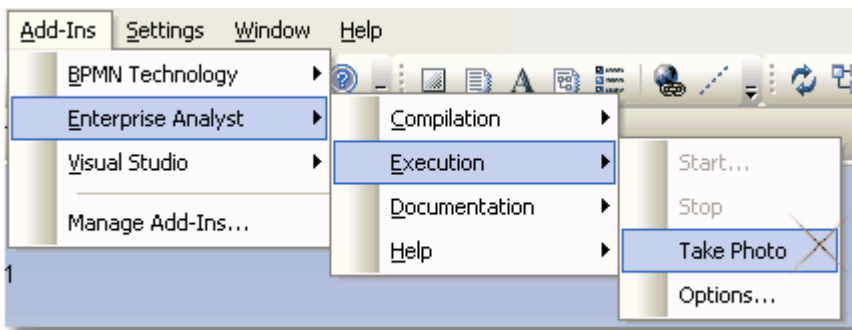 Add-Ins Settings Window Help
BPMN Technology
Enterprise Analyst
Visual Studio
Manage Add-Ins...
Compilation
Execution
Documentation
Help
Start...
Stop
Take Photo
Options...
A
1